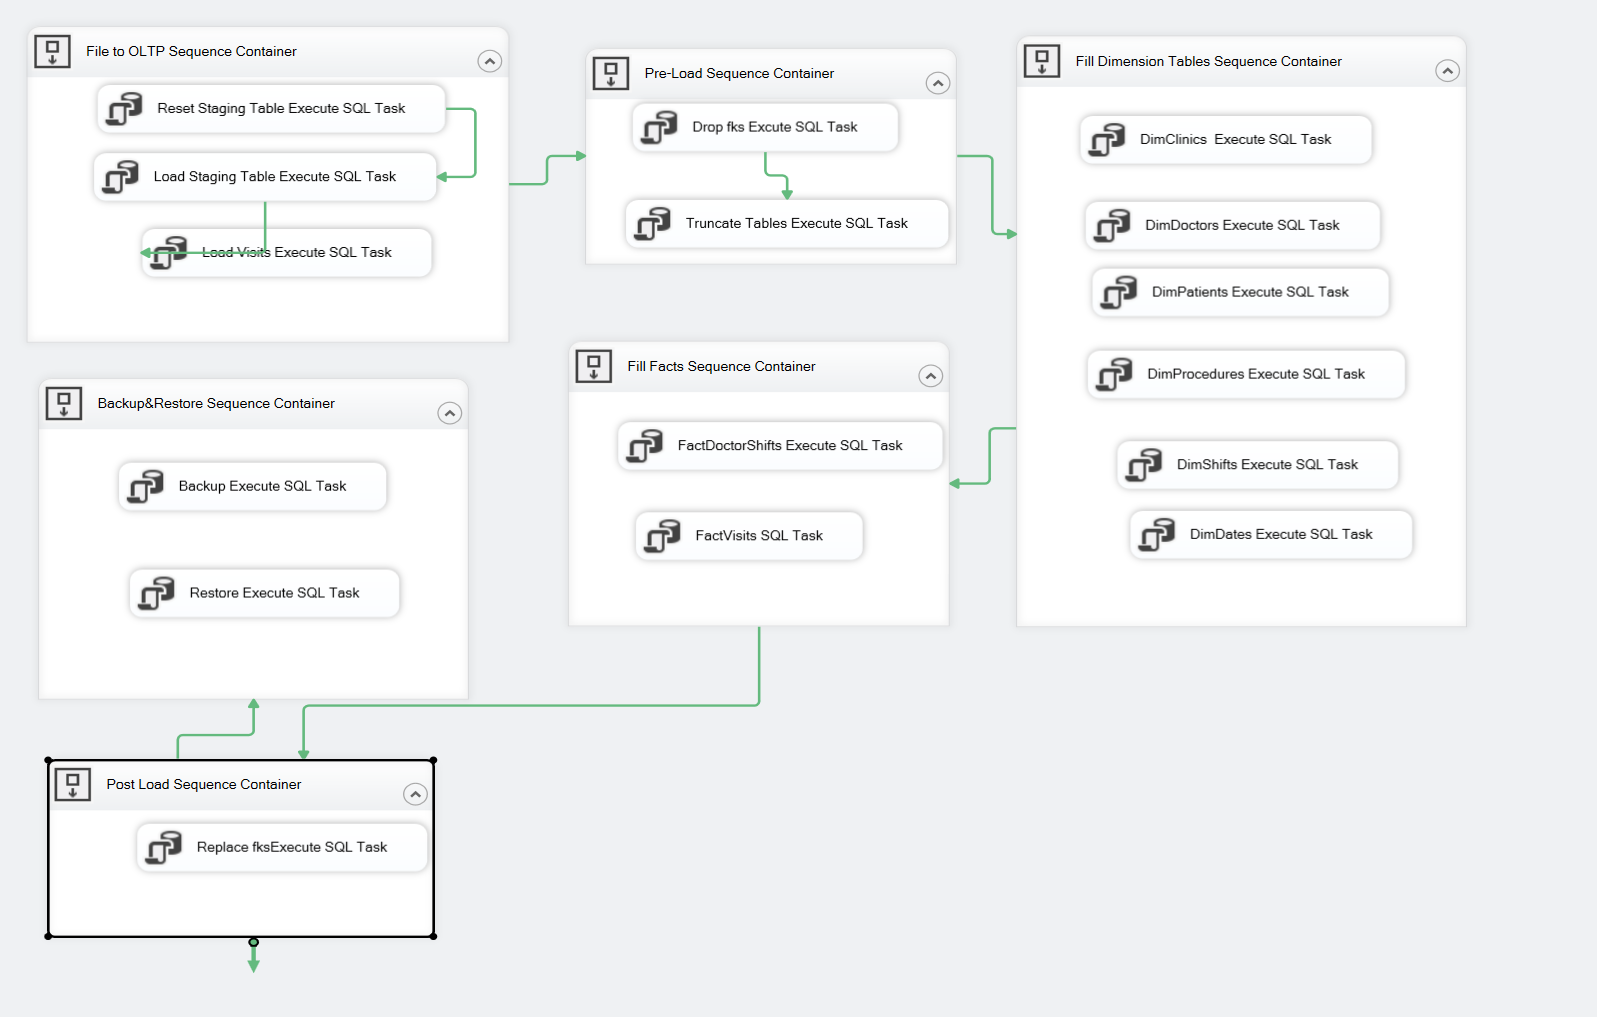 File to OLTP Sequence Container
Reset Staging Table Execute SQL Task
Load Staging Table Execute SQL Task
Load Visits Execute SQL Task
Pre-Load Sequence Container
Drop fks Excute SQL Task
Truncate Tables Execute SQL Task
Fill Dimension Tables Sequence Container
DimClinics  Execute SQL Task
DimDoctors Execute SQL Task
DimPatients Execute SQL Task
DimProcedures Execute SQL Task
DimShifts Execute SQL Task
DimDates Execute SQL Task
Fill Facts Sequence Container
FactDoctorShifts Execute SQL Task
FactVisits SQL Task
Backup&Restore Sequence Container
Backup Execute SQL Task
Restore Execute SQL Task
Post Load Sequence Container
Replace fksExecute SQL Task